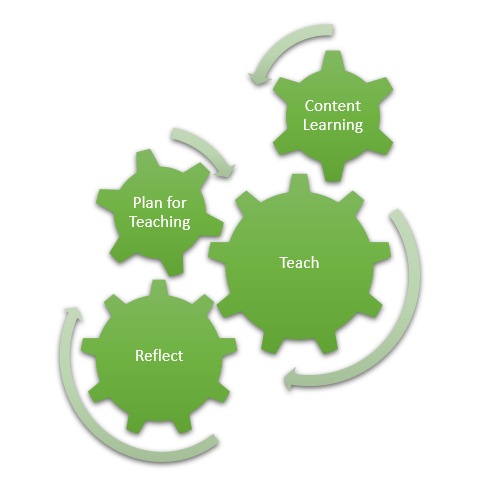 Content
Learning
Plan for
Teaching
Teach
Reflect